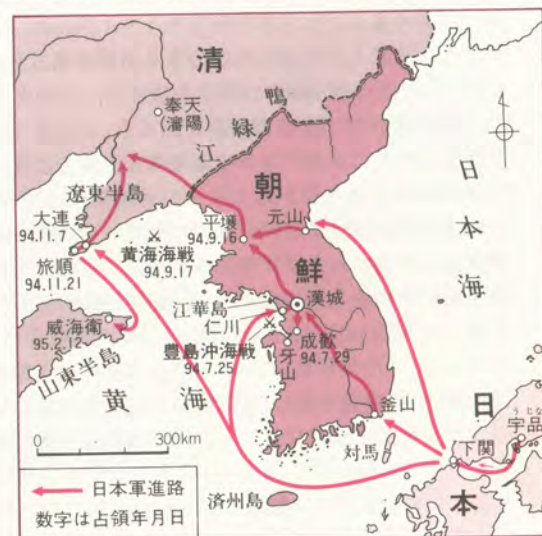 清
奉天
(瀋陽)
鴨
緑
江
朝
鮮
日
本
海
遼東半島
大連
94.11.7
旅順
94.11.21
黄海海戦
94.9.17
平壌
94.9.16
元山
漢城
江華島
仁川
豊島沖海戦
94.7.25
成歓
94.7.29
牙山
威海衛
95.2.12
山東半島
黄 海
釜山
対馬
済州島
日
本
下関
うじな
宇品
0 300km
日本軍進路
数字は占領年月日